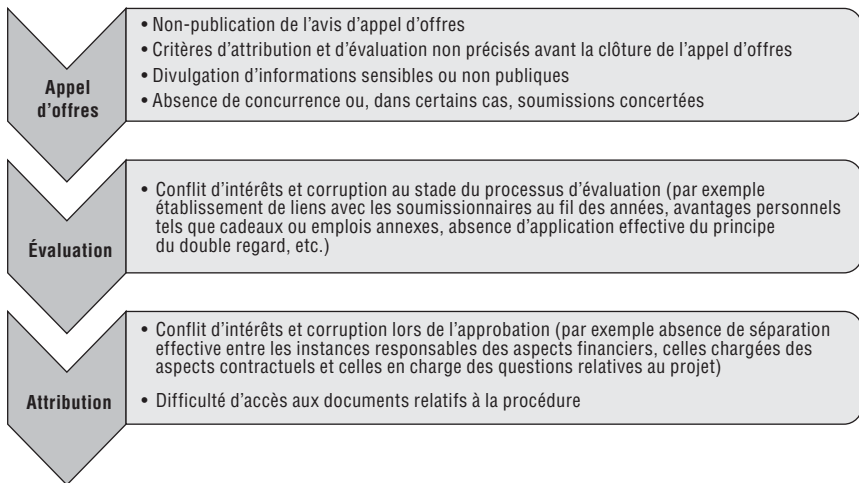 Appel
d’offres
• Non-publication de l’avis d’appel d’offres
• Critères d’attribution et d’évaluation non précisés avant la clôture de l’appel d’offres
• Divulgation d’informations sensibles ou non publiques
• Absence de concurrence ou, dans certains cas, soumissions concertées
Évaluation
• Conflit d’intérêts et corruption au stade du processus d’évaluation (par exemple
établissement de liens avec les soumissionnaires au fil des années, avantages personnels
tels que cadeaux ou emplois annexes, absence d’application effective du principe
du double regard, etc.)
Attribution
• Conflit d’intérêts et corruption lors de l’approbation (par exemple absence de séparation
effective entre les instances responsables des aspects financiers, celles chargées des
aspects contractuels et celles en charge des questions relatives au projet)
• Difficulté d’accès aux documents relatifs à la procédure